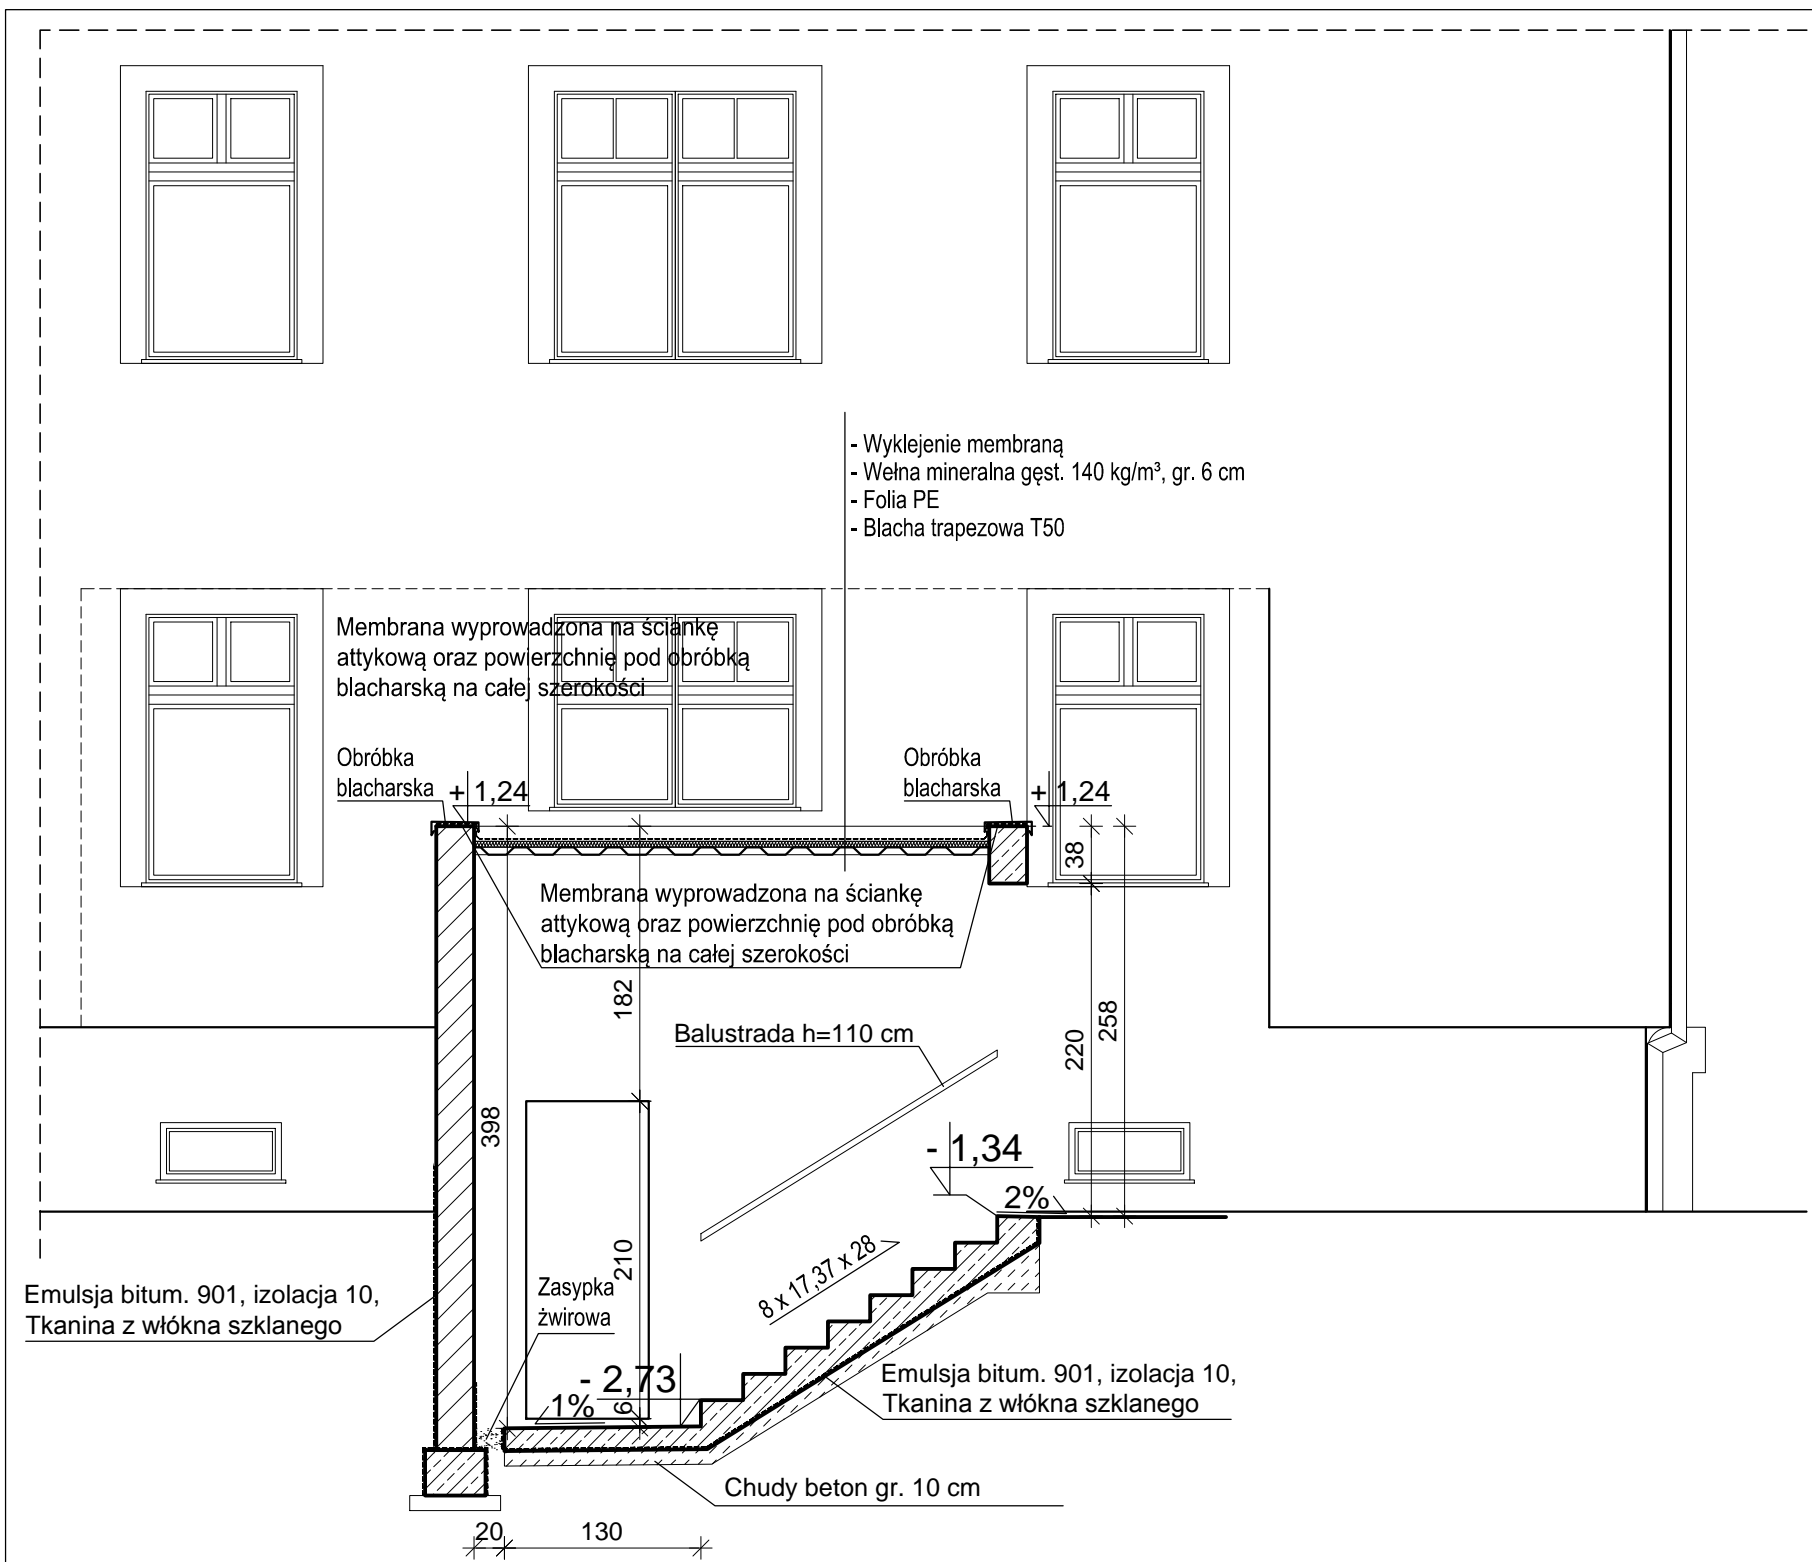 - Wyklejenie membraną
- Wełna mineralna gęst. 140 kg/m³, gr. 6 cm
- Folia PE
- Blacha trapezowa T50
Membrana wyprowadzona na ściankę
attykową oraz powierzchnię pod obróbką
blacharską na całej szerokości
Obróbka
blacharska
+ 1,24
Obróbka
blacharska
+ 1,24
38
Membrana wyprowadzona na ściankę
attykową oraz powierzchnię pod obróbką
blacharską na całej szerokości
182
258
220
Balustrada h=110 cm
398
- 1,34
2%
210
8 x 17,37 x 28
Zasypka
żwirowa
Emulsja bitum. 901, izolacja 10,
Tkanina z włókna szklanego
- 2,73
1%
6
Emulsja bitum. 901, izolacja 10,
Tkanina z włókna szklanego
Chudy beton gr. 10 cm
20
130